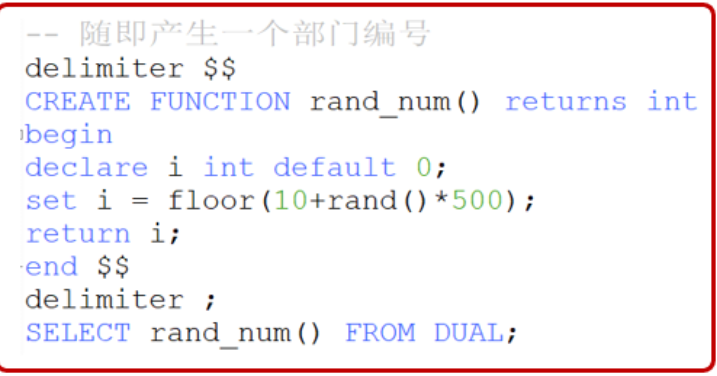 -- 随即产生一个部门编号
delimiter $$
CREATE FUNCTION rand_num() returns int
begin
declare i int default 0;
set i = floor(10+rand()*500);
return i;
end $$
delimiter ;
SELECT rand_num() FROM DUAL;